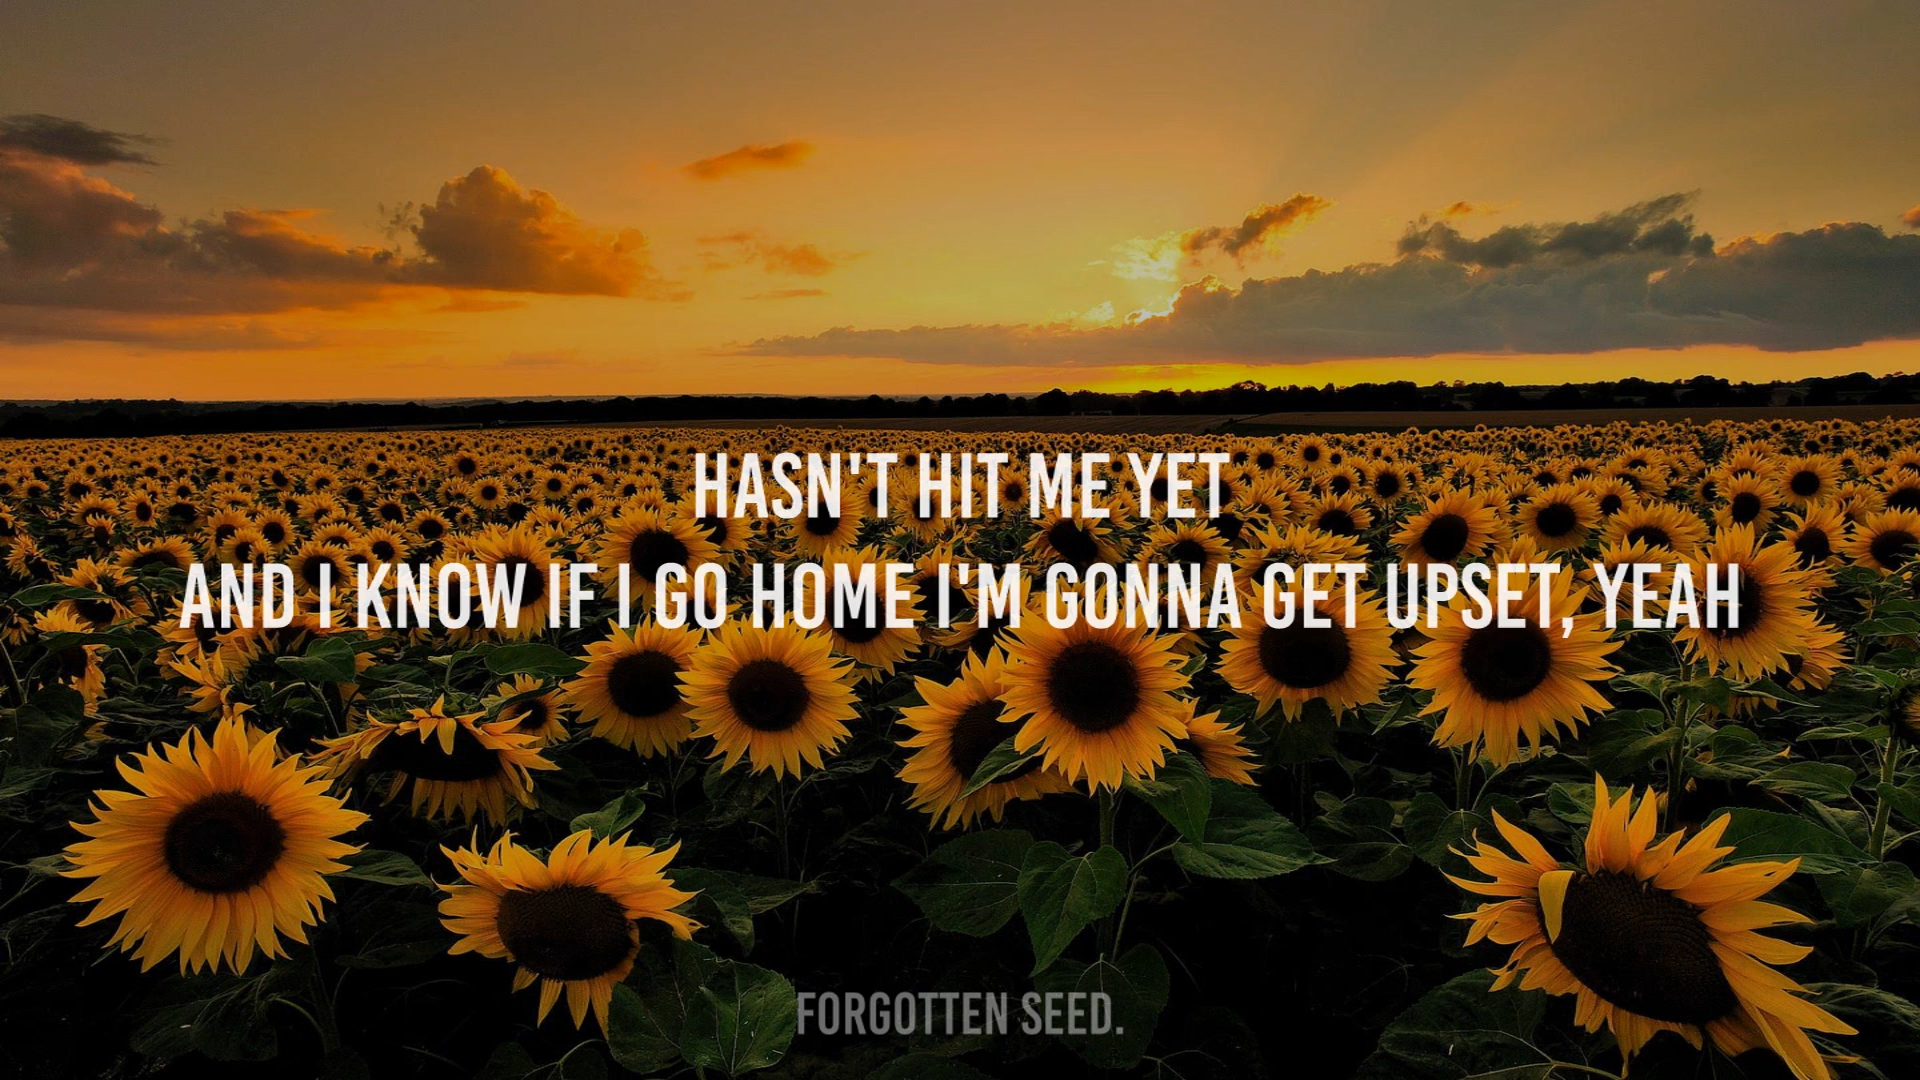 HASN'T HIT ME YET
AND I KNOW IF I GO HOME I'M GONNA GET UPSET, YEAH
FORGOTTEN SEED.